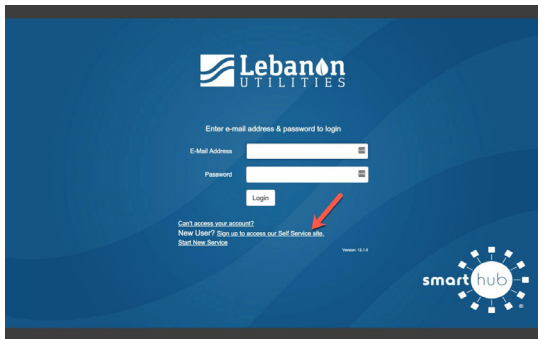 Lebanon
UTILITIES
Enter e-mail address & password to login
E-Mail Address
Password
Login
Can't access your account?
New User? Sign up to access our Self Service site.
Start New Service
Version: 12.1.0
smart hub
®